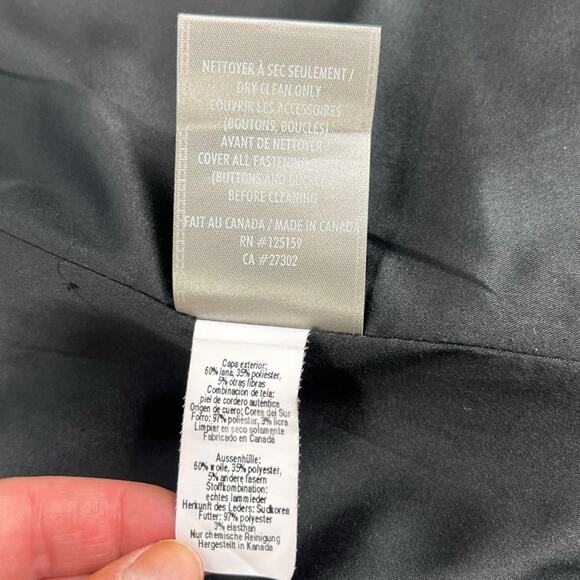 NETTOYER À SEC SEULEMENT /
DRY CLEAN ONLY
COUVRIR LES ACCESSOIRES
(BOUTONS, BOUCLES)
AVANT DE NETTOYER
COVER ALL FASTENING
(BUTTONS AND BUCKLES)
BEFORE CLEANING
FAIT AU CANADA / MADE IN CANADA
RN #125159
CA #27302
Capa exterior:
60% lana, 35% poliester,
5% otras fibras
Combinacion de tela:
piel de cordero autentica
Origen de cuero: Corea del Sur
Forro: 97% poliester, 3% licra
Limpiar en seco solamente
Fabricado en Canada
Aussenhülle:
60% wolle, 35% polyester,
5% andere fasern
Stoffkombination:
echtes lammleder
Herkunft des Leders: Sudkorea
Futter: 97% polyester
3% elasthan
Nur chemische Reinigung
Hergestellt in Kanada